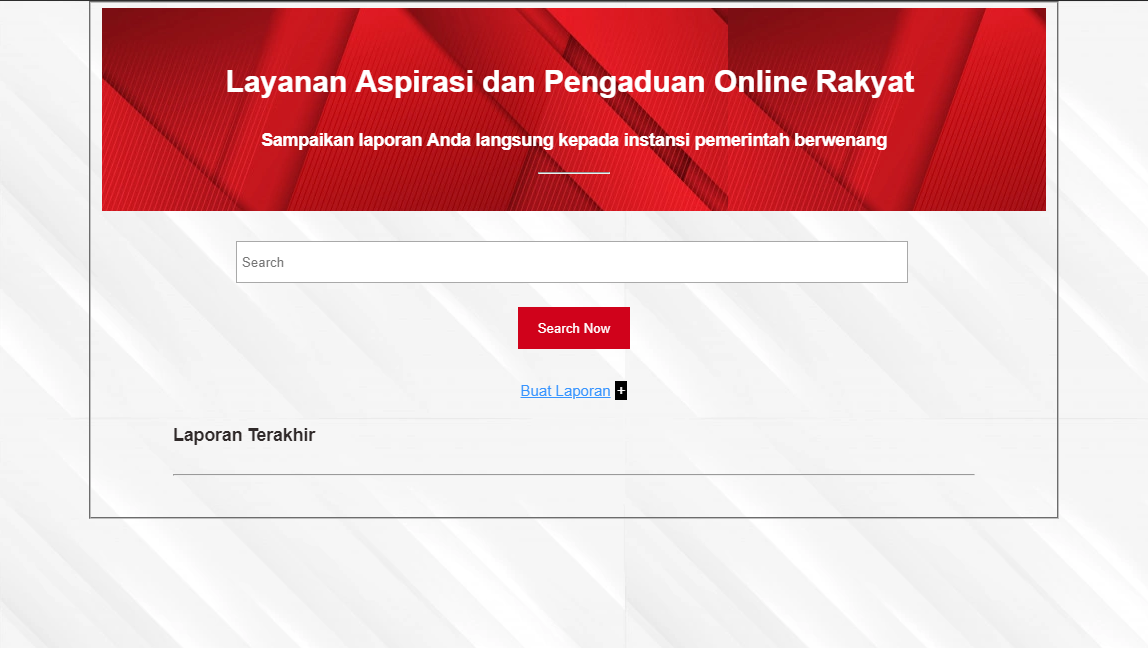 Layanan Aspirasi dan Pengaduan Online Rakyat
Sampaikan laporan Anda langsung kepada instansi pemerintah berwenang
Search
Search Now
Buat Laporan +
Laporan Terakhir